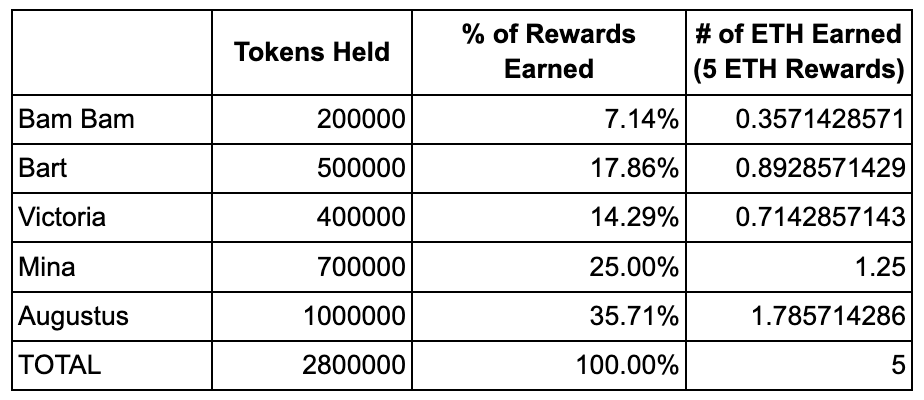 Tokens Held % of Rewards Earned # of ETH Earned (5 ETH Rewards)
Bam Bam 200000 7.14% 0.3571428571
Bart 500000 17.86% 0.8928571429
Victoria 400000 14.29% 0.7142857143
Mina 700000 25.00% 1.25
Augustus 1000000 35.71% 1.785714286
TOTAL 2800000 100.00% 5